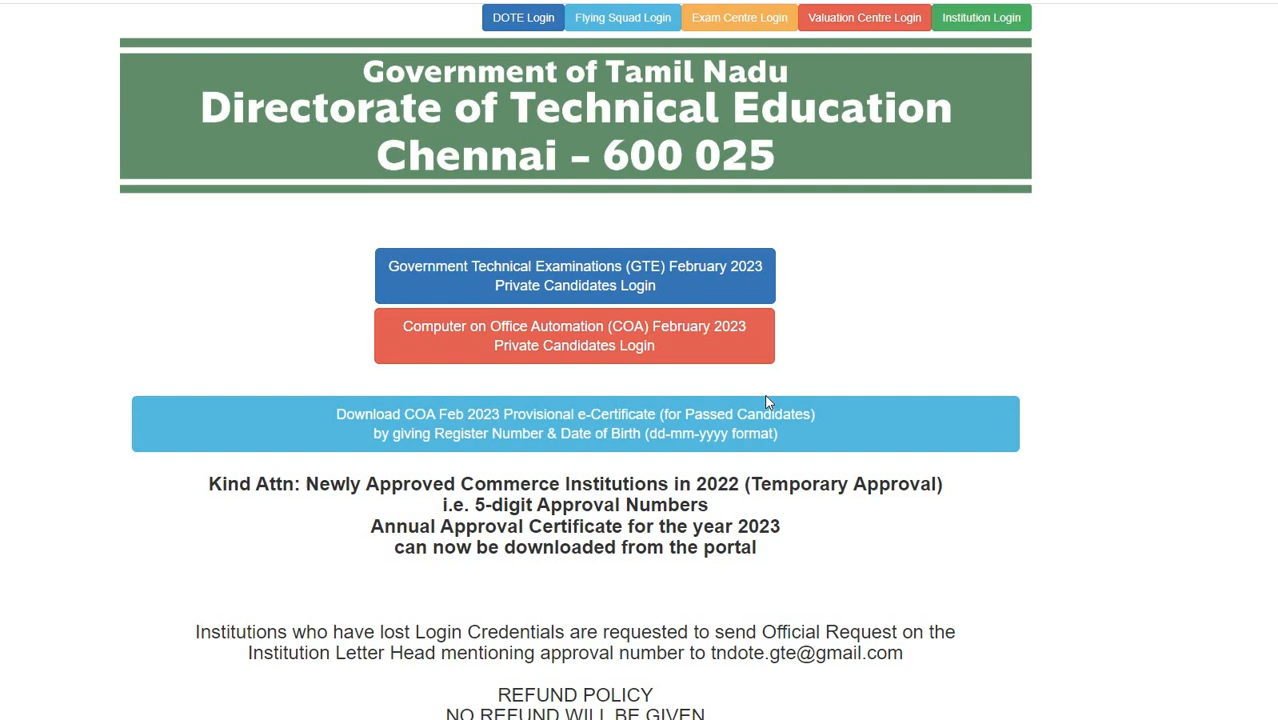 DOTE Login Flying Squad Login Exam Centre Login Valuation Centre Login Institution Login
Government of Tamil Nadu
Directorate of Technical Education
Chennai – 600 025
Government Technical Examinations (GTE) February 2023
Private Candidates Login
Computer on Office Automation (COA) February 2023
Private Candidates Login
Download COA Feb 2023 Provisional e-Certificate (for Passed Candidates)
by giving Register Number & Date of Birth (dd-mm-yyyy format)
Kind Attn: Newly Approved Commerce Institutions in 2022 (Temporary Approval)
i.e. 5-digit Approval Numbers
Annual Approval Certificate for the year 2023
can now be downloaded from the portal
Institutions who have lost Login Credentials are requested to send Official Request on the
Institution Letter Head mentioning approval number to tndote.gte@gmail.com
REFUND POLICY
NO REFUND WILL BE GIVEN